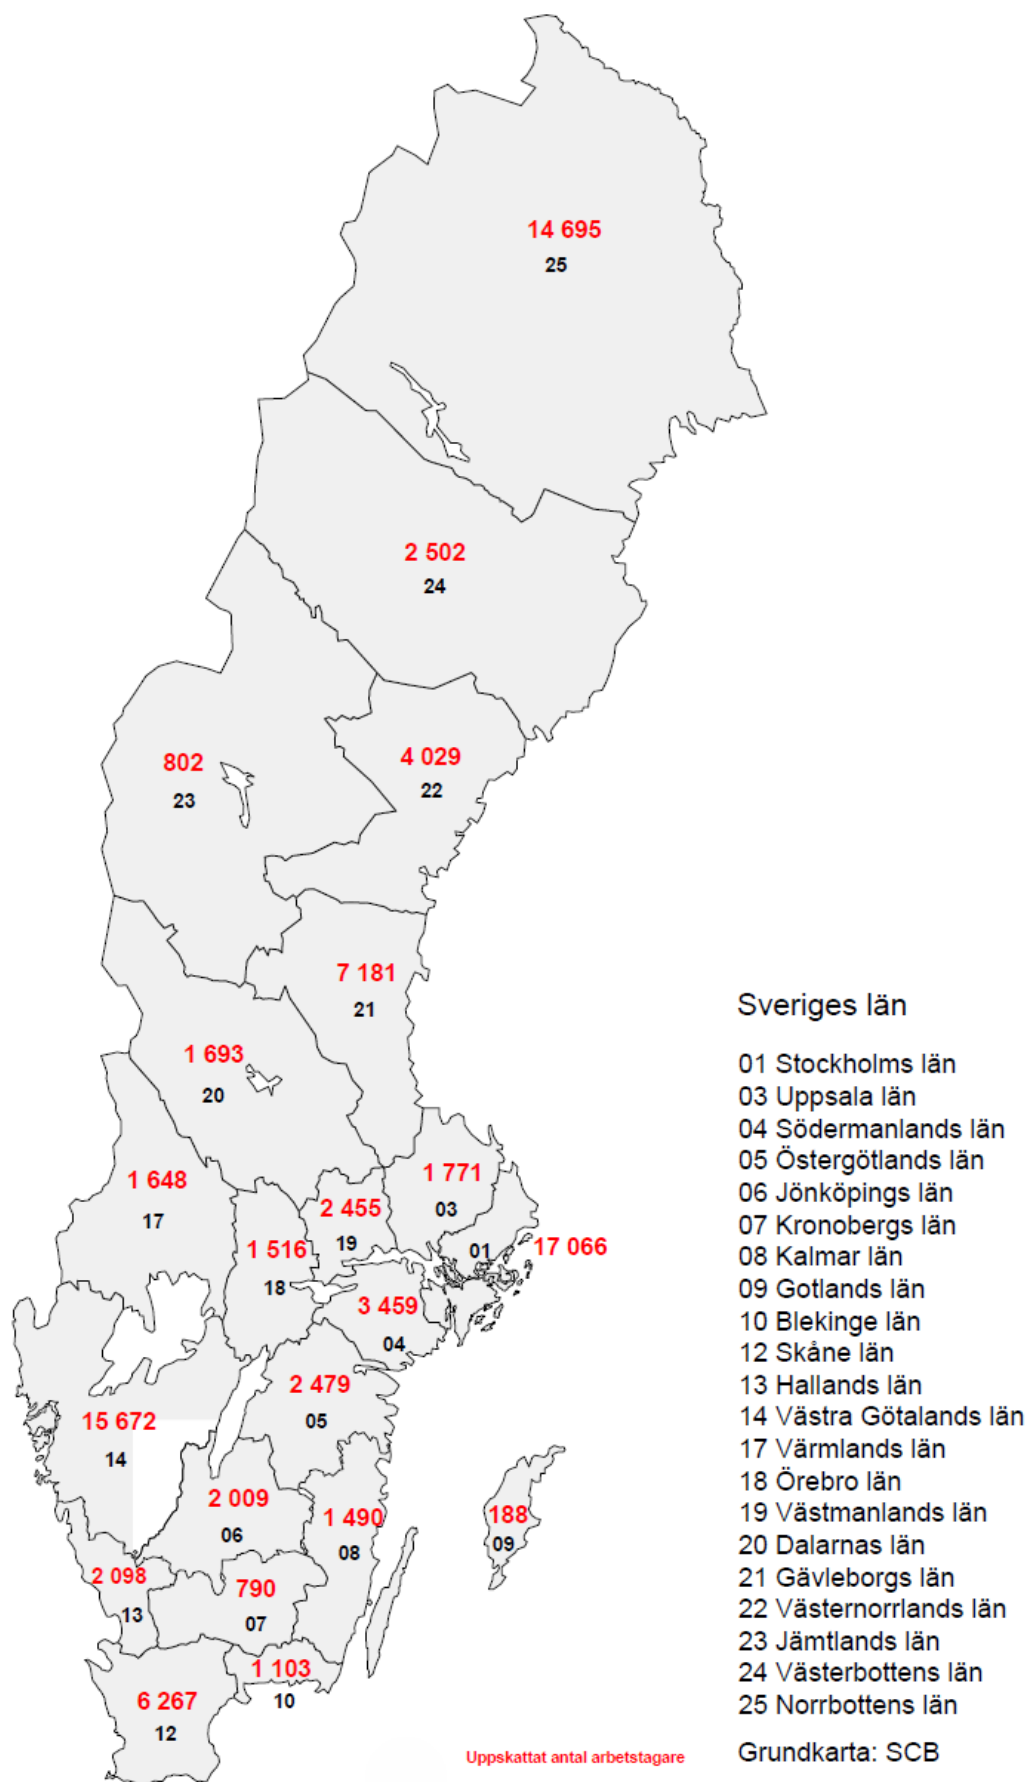 14 695
25
2 502
24
4 029
22
802
23
7 181
21
1 693
20
1 648
17
1 771
03
2 455
19
1 516
18
01
17 066
3 459
04
2 479
05
15 672
14
2 009
06
1 490
08
188
09
2 098
13
790
07
1 103
10
6 267
12
Uppskattat antal arbetstagare
Sveriges län
01 Stockholms län
03 Uppsala län
04 Södermanlands län
05 Östergötlands län
06 Jönköpings län
07 Kronobergs län
08 Kalmar län
09 Gotlands län
10 Blekinge län
12 Skåne län
13 Hallands län
14 Västra Götalands län
17 Värmlands län
18 Örebro län
19 Västmanlands län
20 Dalarnas län
21 Gävleborgs län
22 Västernorrlands län
23 Jämtlands län
24 Västerbottens län
25 Norrbottens län
Grundkarta: SCB